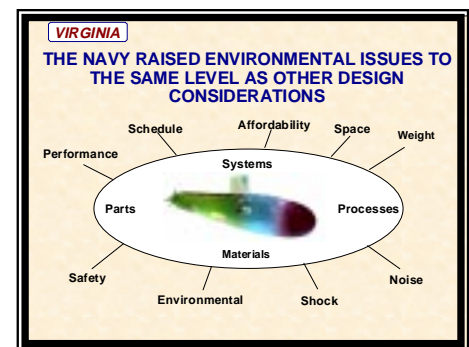 VIRGINIA
THE NAVY RAISED ENVIRONMENTAL ISSUES TO
THE SAME LEVEL AS OTHER DESIGN
CONSIDERATIONS
Schedule Affordability Space Weight
Performance
Systems
Parts Processes
Materials
Safety Noise
Environmental Shock